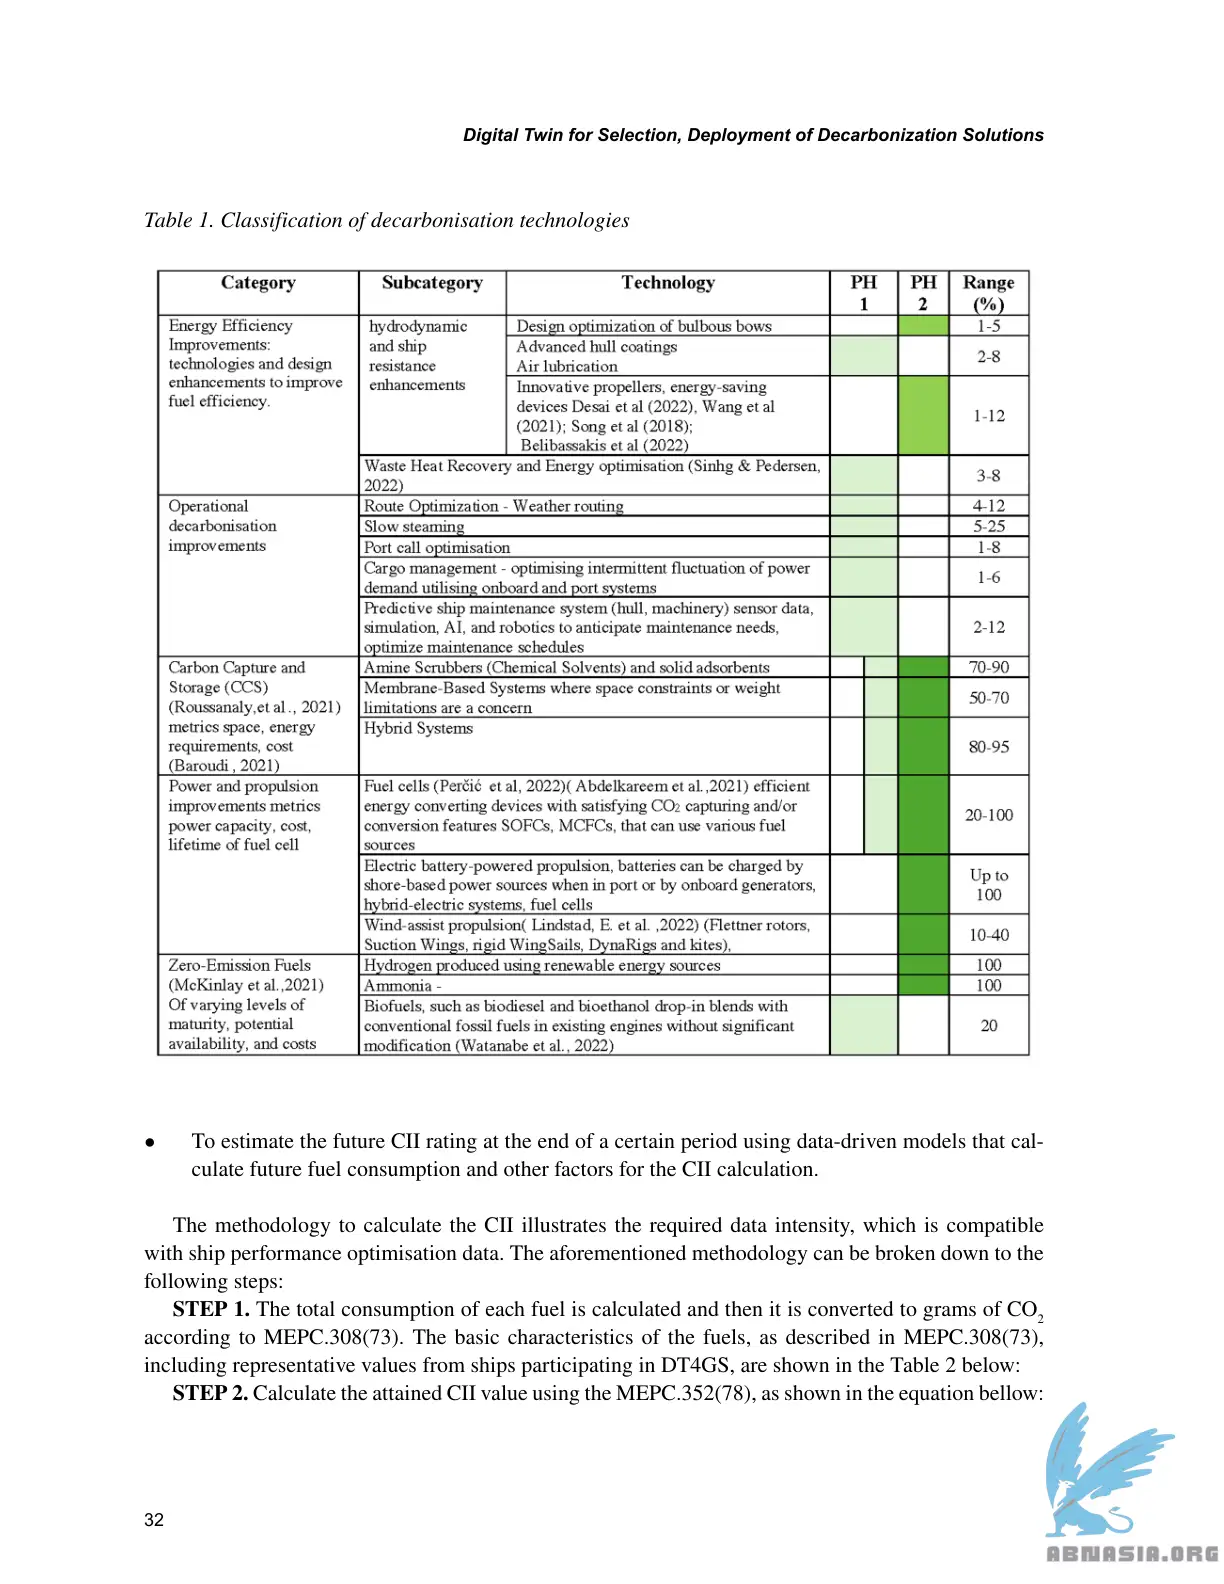 Digital Twin for Selection, Deployment of Decarbonization Solutions
Table 1. Classification of decarbonisation technologies
Category Subcategory Technology PH 1 PH 2 Range (%)
Energy Efficiency
Improvements:
technologies and design
enhancements to improve
fuel efficiency.
hydrodynamic
and ship
resistance
enhancements
Design optimization of bulbous bows 1-5
Advanced hull coatings
Air lubrication
2-8
Innovative propellers, energy-saving
devices Desai et al (2022), Wang et al
(2021); Song et al (2018);
Belibassakis et al (2022)
1-12
Waste Heat Recovery and Energy optimisation (Sinhg & Pedersen,
2022)
3-8
Operational
decarbonisation
improvements
Route Optimization - Weather routing 4-12
Slow steaming 5-25
Port call optimisation 1-8
Cargo management - optimising intermittent fluctuation of power
demand utilising onboard and port systems
1-6
Predictive ship maintenance system (hull, machinery) sensor data,
simulation, AI, and robotics to anticipate maintenance needs,
optimize maintenance schedules
2-12
Carbon Capture and
Storage (CCS)
(Roussanaly,et al., 2021)
metrics space, energy
requirements, cost
(Baroudi , 2021)
Amine Scrubbers (Chemical Solvents) and solid adsorbents 70-90
Membrane-Based Systems where space constraints or weight
limitations are a concern
50-70
Hybrid Systems
80-95
Power and propulsion
improvements metrics
power capacity, cost,
lifetime of fuel cell
Fuel cells (Perčić et al, 2022)( Abdelkareem et al.,2021) efficient
energy converting devices with satisfying CO2 capturing and/or
conversion features SOFCs, MCFCs, that can use various fuel
sources
20-100
Electric battery-powered propulsion, batteries can be charged by
shore-based power sources when in port or by onboard generators,
hybrid-electric systems, fuel cells
Up to
100
Wind-assist propulsion( Lindstad, E. et al. ,2022) (Flettner rotors,
Suction Wings, rigid WingSails, DynaRigs and kites),
10-40
Zero-Emission Fuels
(McKinlay et al.,2021)
Of varying levels of
maturity, potential
availability, and costs
Hydrogen produced using renewable energy sources 100
Ammonia - 100
Biofuels, such as biodiesel and bioethanol drop-in blends with
conventional fossil fuels in existing engines without significant
modification (Watanabe et al., 2022)
20
● To estimate the future CII rating at the end of a certain period using data-driven models that cal-
culate future fuel consumption and other factors for the CII calculation.
The methodology to calculate the CII illustrates the required data intensity, which is compatible
with ship performance optimisation data. The aforementioned methodology can be broken down to the
following steps:
STEP 1. The total consumption of each fuel is calculated and then it is converted to grams of CO2
according to MEPC.308(73). The basic characteristics of the fuels, as described in MEPC.308(73),
including representative values from ships participating in DT4GS, are shown in the Table 2 below:
STEP 2. Calculate the attained CII value using the MEPC.352(78), as shown in the equation bellow:
32
ABNASIA.ORG